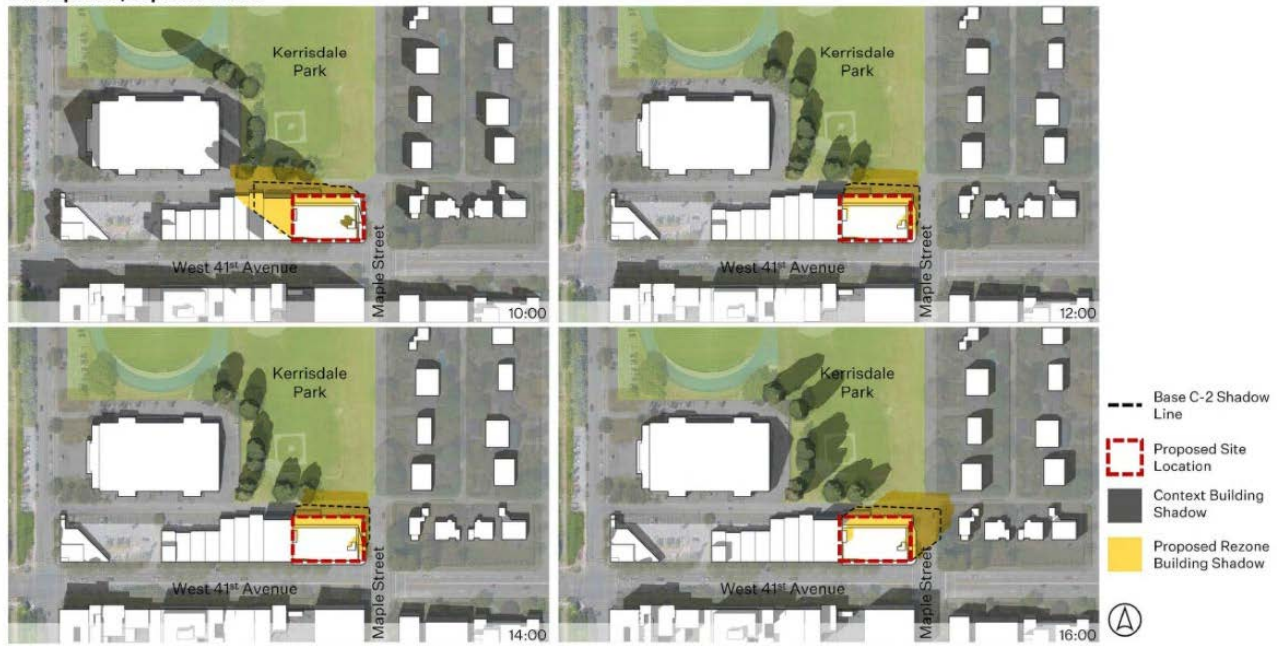 Kerrisdale
Park
West 41st Avenue
Maple Street
10:00
Kerrisdale
Park
West 41st Avenue
Maple Street
12:00
Kerrisdale
Park
West 41st Avenue
Maple Street
14:00
Kerrisdale
Park
West 41st Avenue
Maple Street
16:00
Base C-2 Shadow
Line
Proposed Site
Location
Context Building
Shadow
Proposed Rezone
Building Shadow